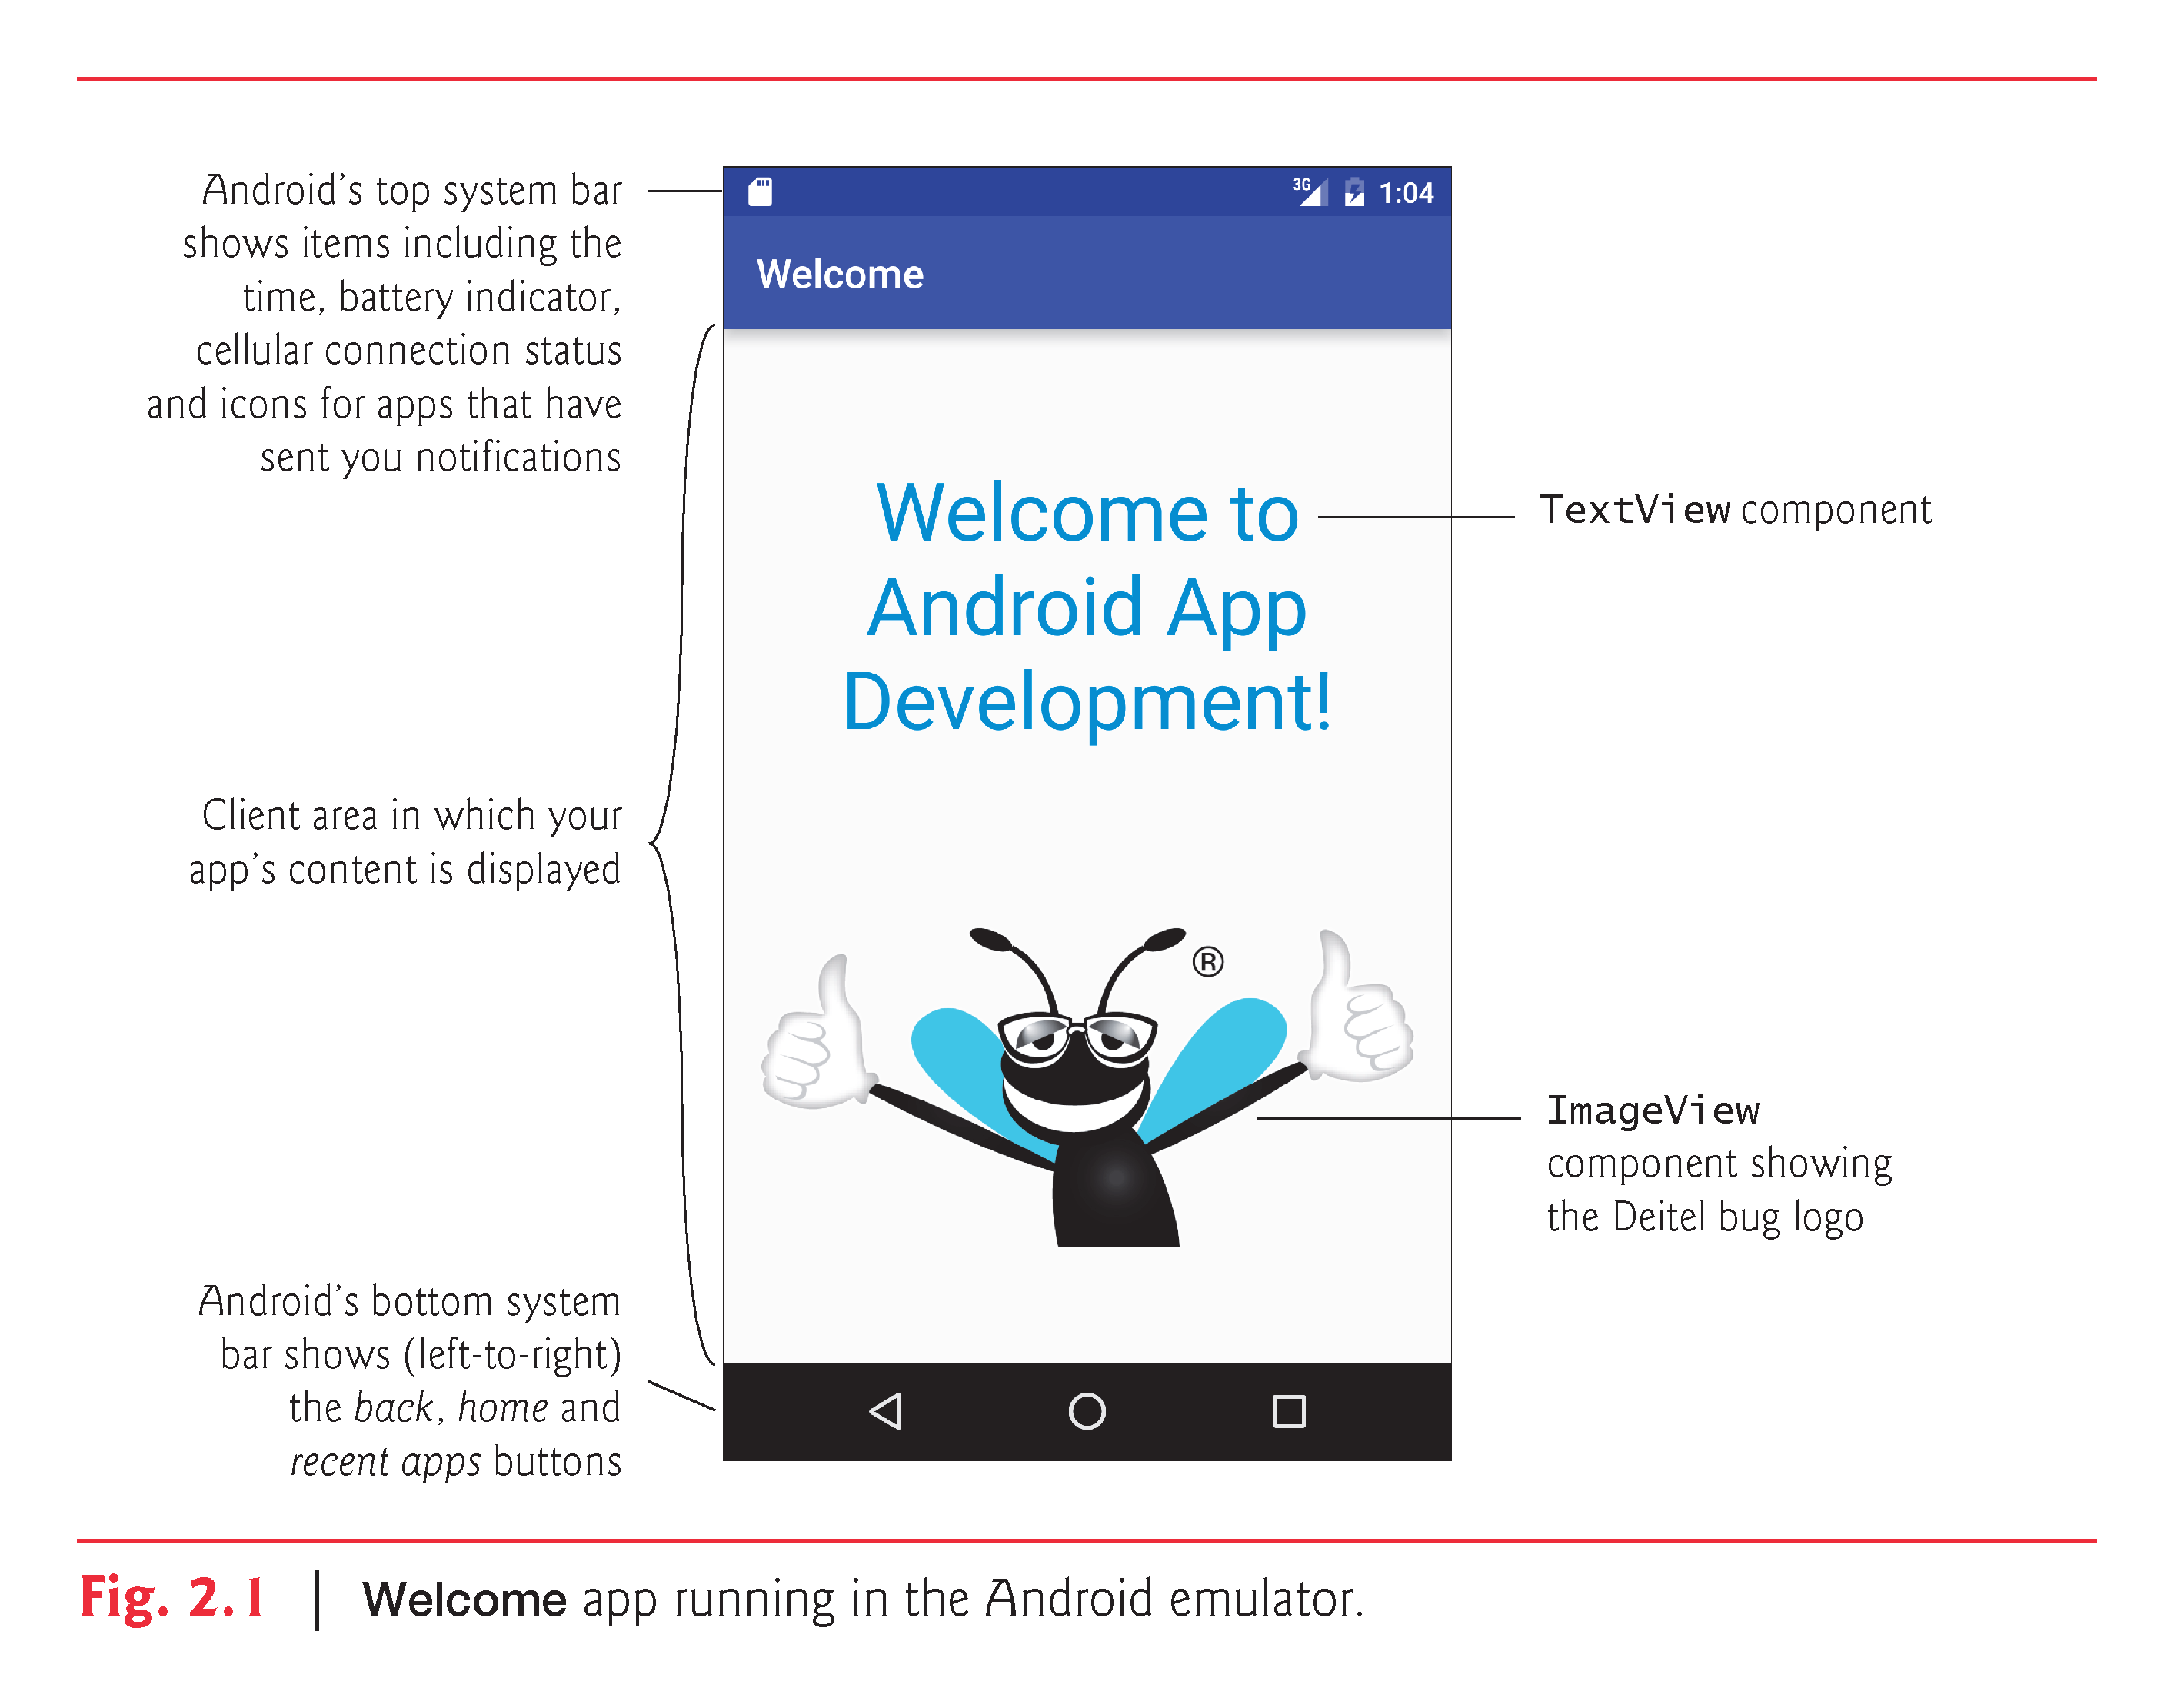 Android's top system bar
shows items including the
time, battery indicator,
cellular connection status
and icons for apps that have
sent you notifications
3G 1:04
Welcome
Welcome to
Android App
Development!
TextView component
Client area in which your
app's content is displayed
®
ImageView
component showing
the Deitel bug logo
Android's bottom system
bar shows (left-to-right)
the back, home and
recent apps buttons
Fig. 2.1 | Welcome app running in the Android emulator.